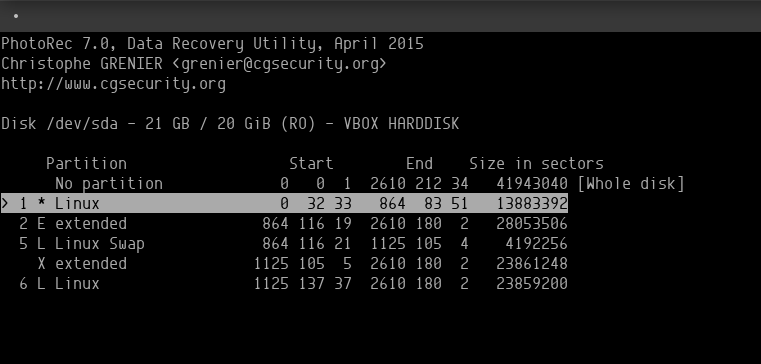 PhotoRec 7.0, Data Recovery Utility, April 2015
Christophe GRENIER <grenier@cgsecurity.org>
http://www.cgsecurity.org
Disk /dev/sda - 21 GB / 20 GiB (RO) - VBOX HARDDISK
Partition Start End Size in sectors
No partition 0 0 1 2610 212 34 41943040 [Whole disk]
> 1 * Linux 0 32 33 864 83 51 13883392
2 E extended 864 116 19 2610 180 2 28053506
5 L Linux Swap 864 116 21 1125 105 4 4192256
X extended 1125 105 5 2610 180 2 23861248
6 L Linux 1125 137 37 2610 180 2 23859200